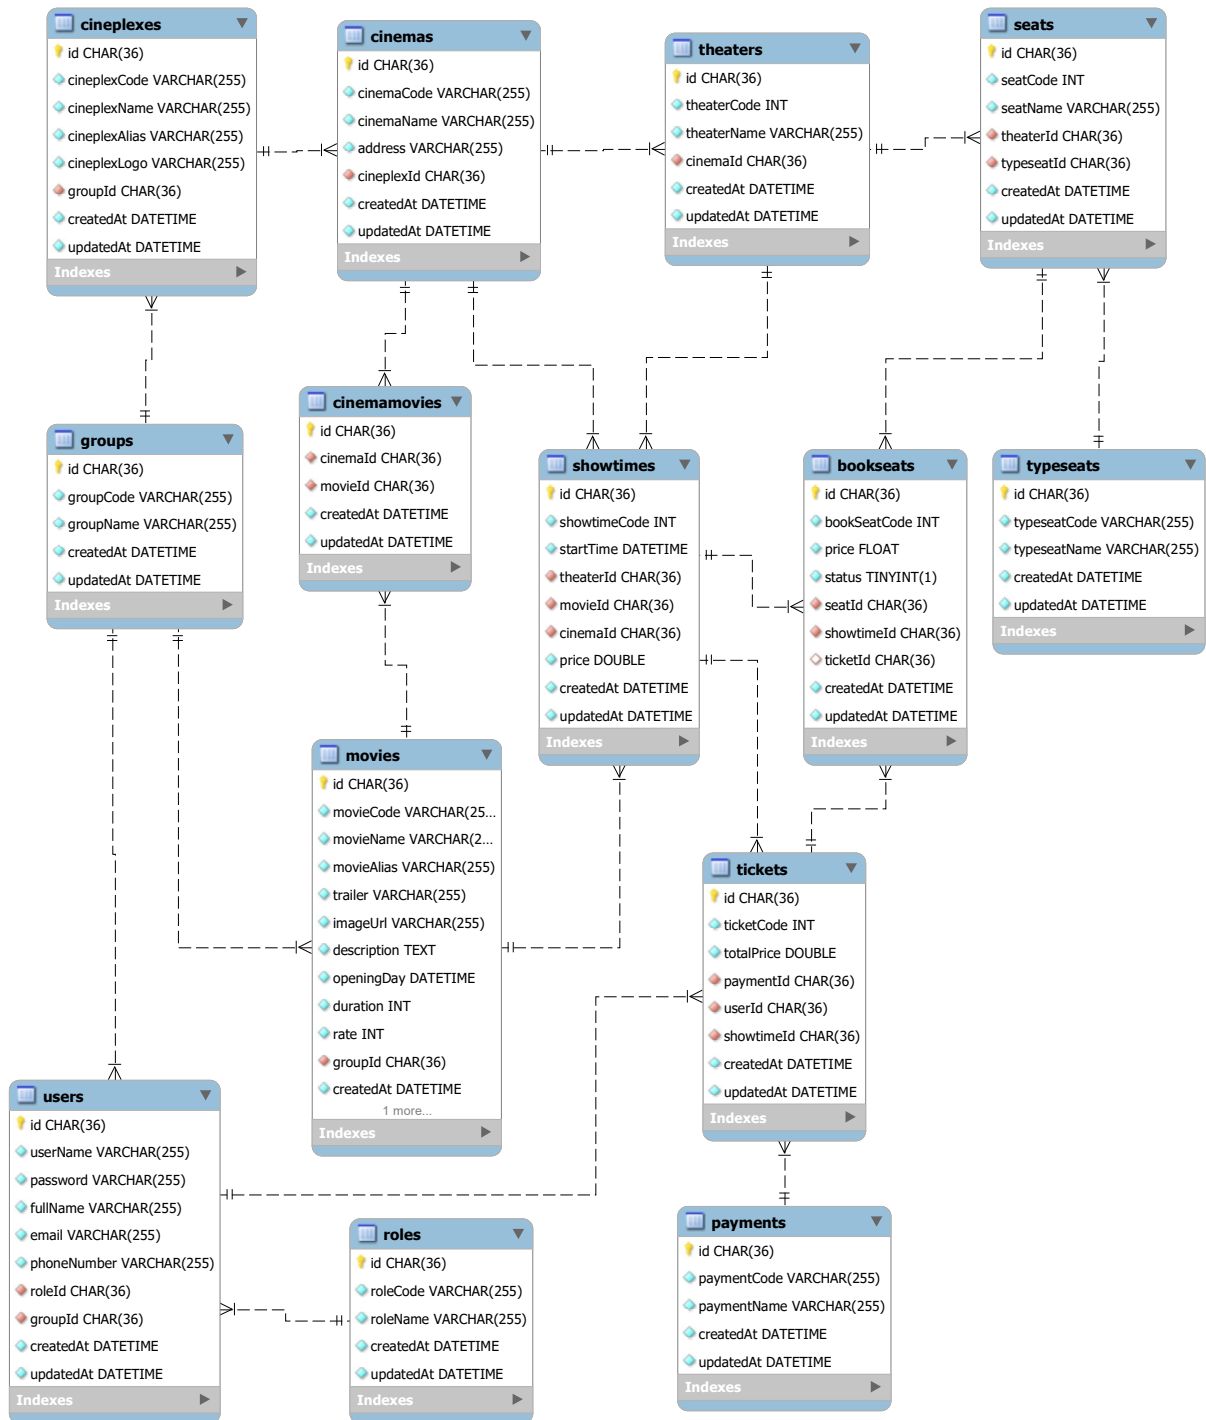 cineplexes
id CHAR(36)
cineplexCode VARCHAR(255)
cineplexName VARCHAR(255)
cineplexAlias VARCHAR(255)
cineplexLogo VARCHAR(255)
groupId CHAR(36)
createdAt DATETIME
updatedAt DATETIME
Indexes
cinemas
id CHAR(36)
cinemaCode VARCHAR(255)
cinemaName VARCHAR(255)
address VARCHAR(255)
cineplexId CHAR(36)
createdAt DATETIME
updatedAt DATETIME
Indexes
theaters
id CHAR(36)
theaterCode INT
theaterName VARCHAR(255)
cinemaId CHAR(36)
createdAt DATETIME
updatedAt DATETIME
Indexes
seats
id CHAR(36)
seatCode INT
seatName VARCHAR(255)
theaterId CHAR(36)
typeseatId CHAR(36)
createdAt DATETIME
updatedAt DATETIME
Indexes
groups
id CHAR(36)
groupCode VARCHAR(255)
groupName VARCHAR(255)
createdAt DATETIME
updatedAt DATETIME
Indexes
cinemamovies
id CHAR(36)
cinemaId CHAR(36)
movieId CHAR(36)
createdAt DATETIME
updatedAt DATETIME
Indexes
showtimes
id CHAR(36)
showtimeCode INT
startTime DATETIME
theaterId CHAR(36)
movieId CHAR(36)
cinemaId CHAR(36)
price DOUBLE
createdAt DATETIME
updatedAt DATETIME
Indexes
bookseats
id CHAR(36)
bookSeatCode INT
price FLOAT
status TINYINT(1)
seatId CHAR(36)
showtimeId CHAR(36)
ticketId CHAR(36)
createdAt DATETIME
updatedAt DATETIME
Indexes
typeseats
id CHAR(36)
typeseatCode VARCHAR(255)
typeseatName VARCHAR(255)
createdAt DATETIME
updatedAt DATETIME
Indexes
movies
id CHAR(36)
movieCode VARCHAR(25...
movieName VARCHAR(2...
movieAlias VARCHAR(255)
trailer VARCHAR(255)
imageUrl VARCHAR(255)
description TEXT
openingDay DATETIME
duration INT
rate INT
groupId CHAR(36)
createdAt DATETIME
1 more...
Indexes
tickets
id CHAR(36)
ticketCode INT
totalPrice DOUBLE
paymentId CHAR(36)
userId CHAR(36)
showtimeId CHAR(36)
createdAt DATETIME
updatedAt DATETIME
Indexes
users
id CHAR(36)
userName VARCHAR(255)
password VARCHAR(255)
fullName VARCHAR(255)
email VARCHAR(255)
phoneNumber VARCHAR(255)
roleId CHAR(36)
groupId CHAR(36)
createdAt DATETIME
updatedAt DATETIME
Indexes
roles
id CHAR(36)
roleCode VARCHAR(255)
roleName VARCHAR(255)
createdAt DATETIME
updatedAt DATETIME
Indexes
payments
id CHAR(36)
paymentCode VARCHAR(255)
paymentName VARCHAR(255)
createdAt DATETIME
updatedAt DATETIME
Indexes